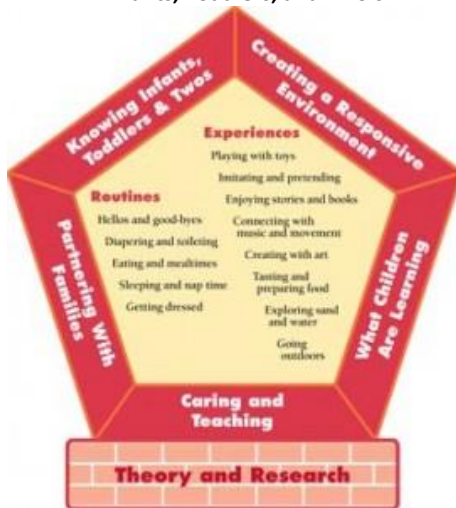 Knowing Infants,
Toddlers & Twos
Creating a Responsive
Environment
Experiences
Playing with toys
Imitating and pretending
Enjoying stories and books
Connecting with
music and movement
Creating with art
Tasting and
preparing food
Exploring sand
and water
Going
outdoors
Routines
Hellos and good-byes
Diapering and toileting
Eating and mealtimes
Sleeping and nap time
Getting dressed
Partnering With
Families
What Children
Are Learning
Caring and
Teaching
Theory and Research